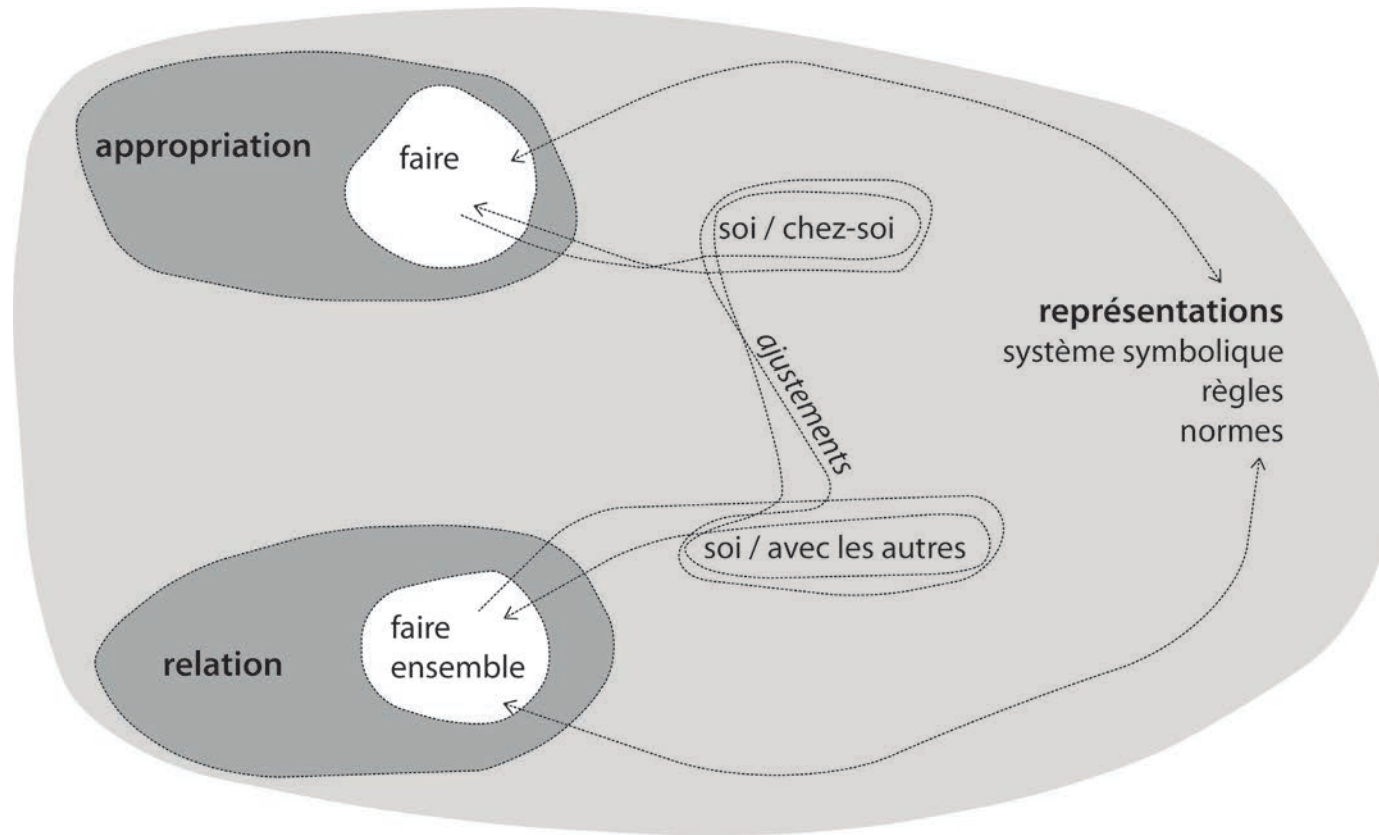 appropriation
faire
soi / chez-soi
représentations
système symbolique
règles
normes
ajustements
soi / avec les autres
relation
faire
ensemble